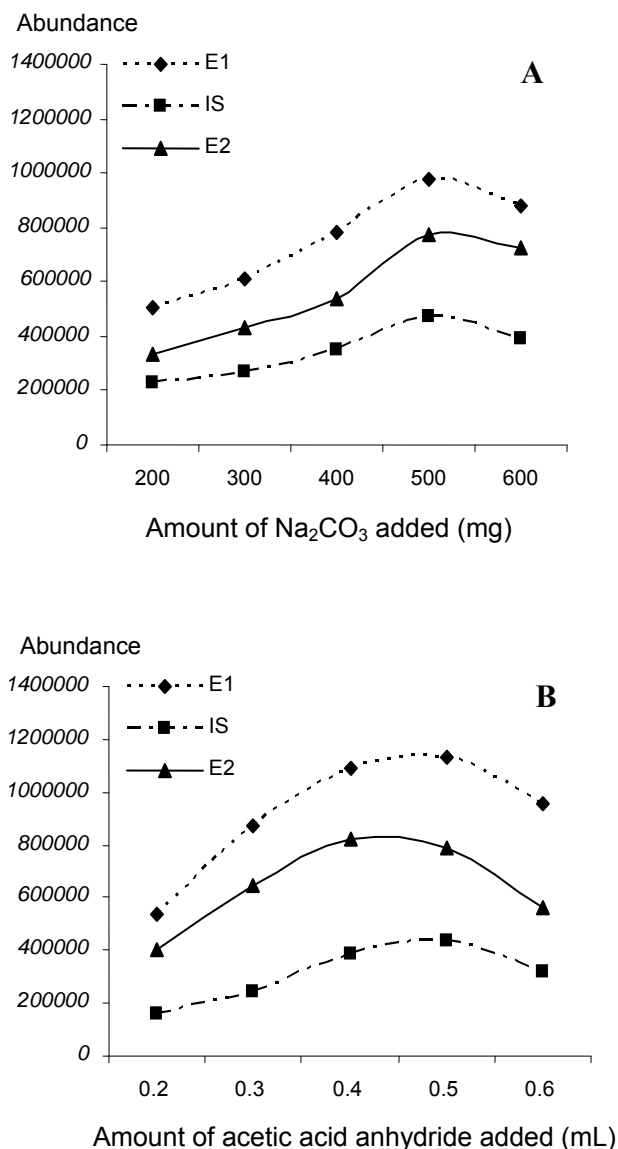 Abundance
1400000
1200000
1000000
800000
600000
400000
200000
0
E1
IS
E2
A
200 300 400 500 600
Amount of Na₂CO₃ added (mg)
Abundance
1400000
1200000
1000000
800000
600000
400000
200000
0
E1
IS
E2
B
0.2 0.3 0.4 0.5 0.6
Amount of acetic acid anhydride added (mL)